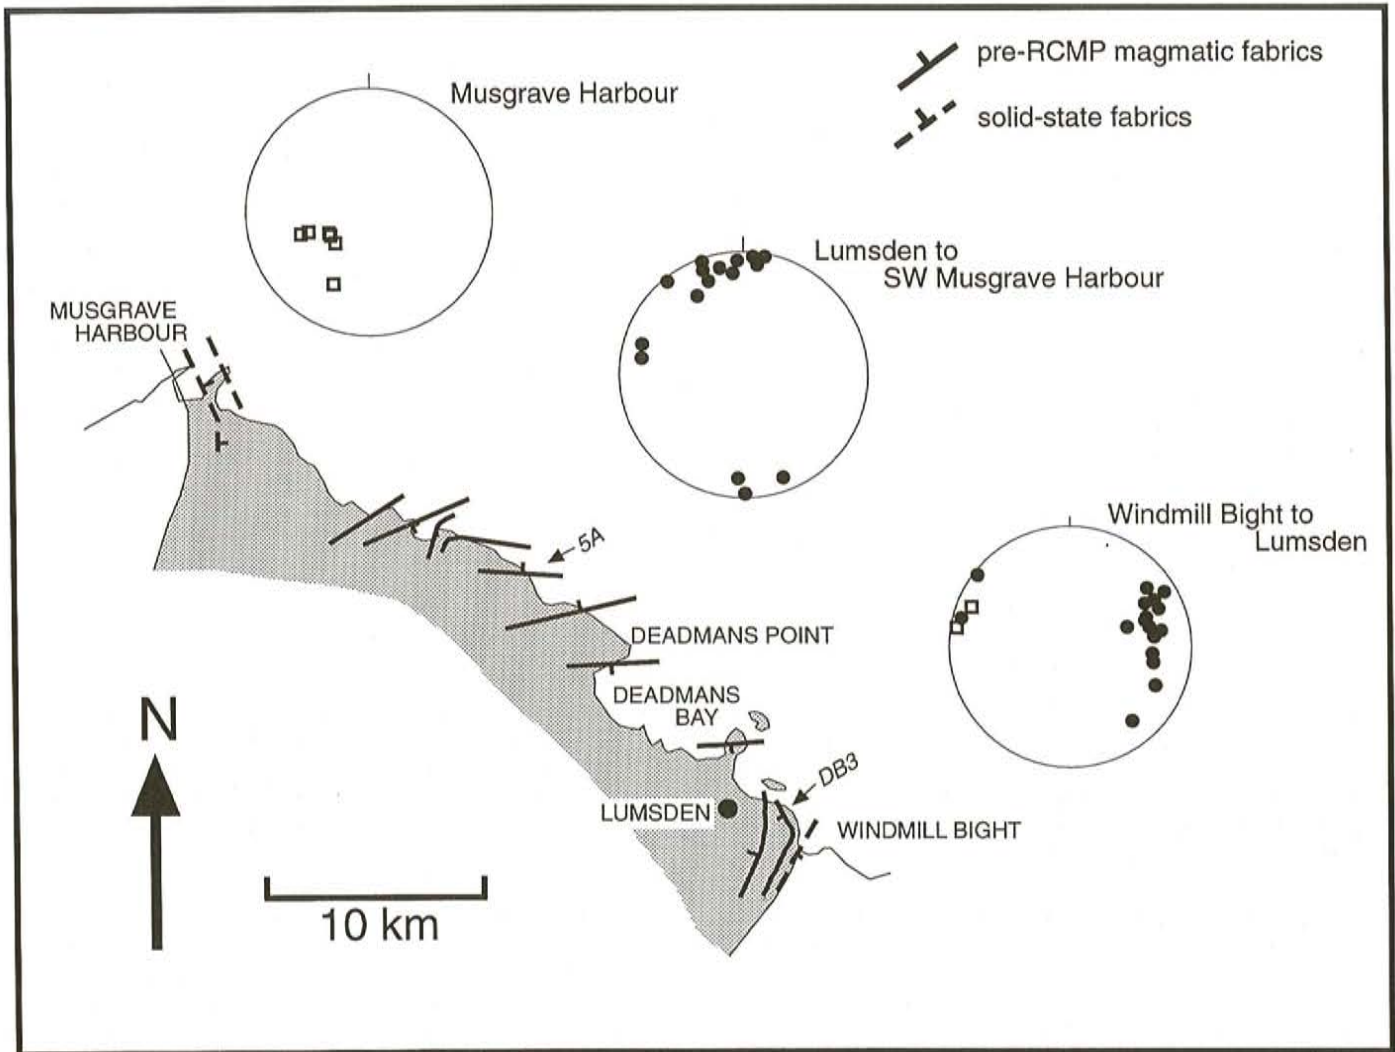 pre-RCMP magmatic fabrics
Musgrave Harbour
solid-state fabrics
Lumsden to
SW Musgrave Harbour
MUSGRAVE
HARBOUR
Windmill Bight to
Lumsden
5A
DEADMANS POINT
DEADMANS
BAY
N
DB3
LUMSDEN
WINDMILL BIGHT
10 km